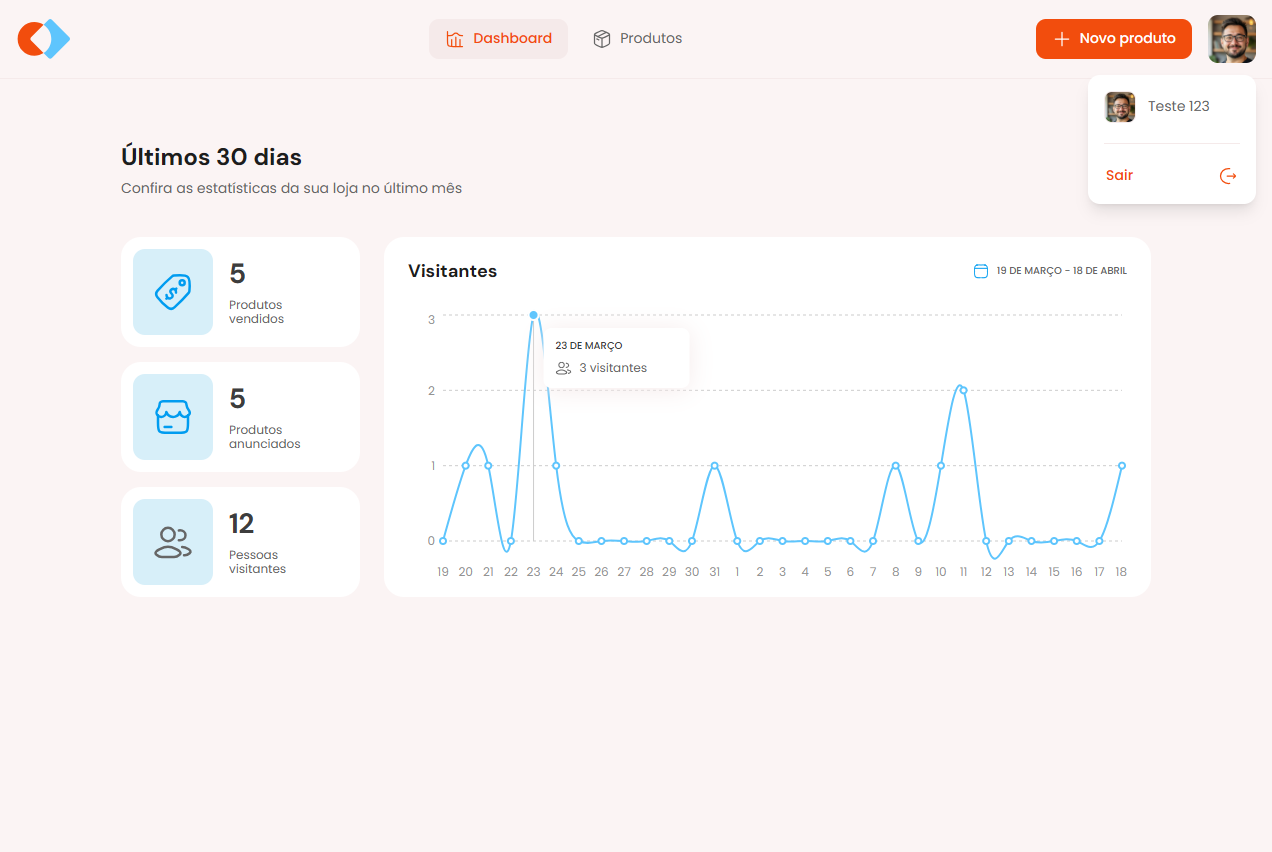 Dashboard
Produtos
Novo produto
Teste 123
Sair
Últimos 30 dias
Confira as estatísticas da sua loja no último mês
5
Produtos
vendidos
5
Produtos
anunciados
12
Pessoas
visitantes
Visitantes
19 DE MARÇO - 18 DE ABRIL
3
2
1
0
23 DE MARÇO
3 visitantes
19 20 21 22 23 24 25 26 27 28 29 30 31 1 2 3 4 5 6 7 8 9 10 11 12 13 14 15 16 17 18